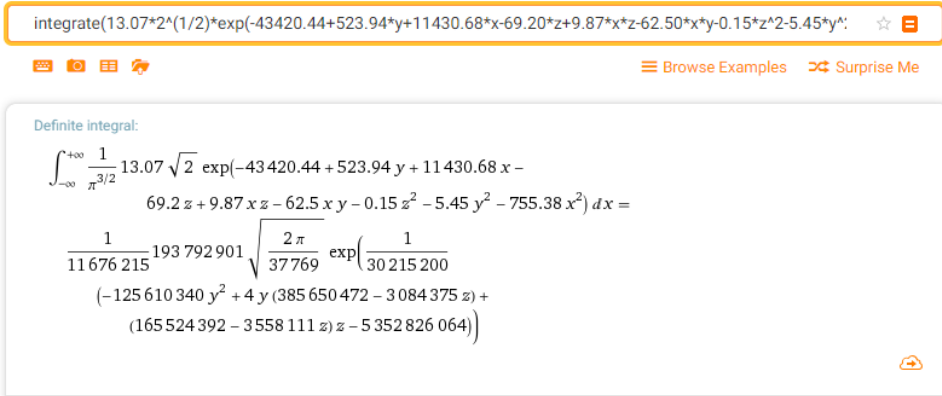 integrate(13.07*2^(1/2)*exp(-43420.44+523.94*y+11430.68*x-69.20*z+9.87*x*z-62.50*x*y-0.15*z^2-5.45*y^
Browse Examples Surprise Me
Definite integral:
∫_{-∞}^{+∞} 1/π^{3/2} 13.07 √2 exp(-43 420.44 + 523.94 y + 11 430.68 x -
69.2 z + 9.87 x z - 62.5 x y - 0.15 z² - 5.45 y² - 755.38 x²) dx =
1/11 676 215 193 792 901 √(2 π/37 769) exp(1/30 215 200
(-125 610 340 y² + 4 y (385 650 472 - 3 084 375 z) +
(165 524 392 - 3 558 111 z) z - 5 352 826 064))